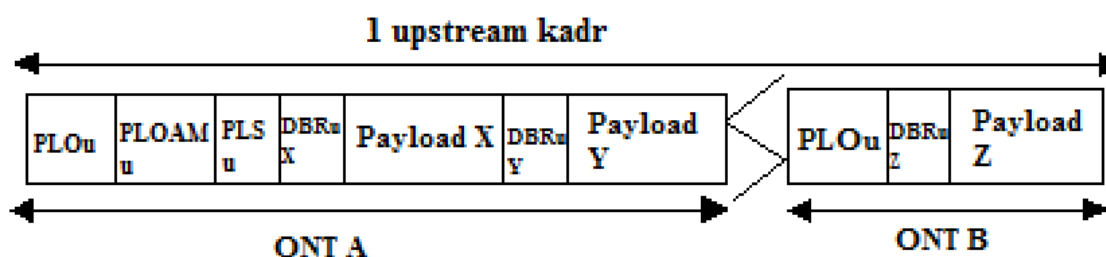 1 upstream kadr
PLOu
PLOAM
u
PLS
u
DBRu
X
Payload X
DBRu
Y
Payload
Y
PLOu
DBRu
Z
Payload
Z
ONT A
ONT B